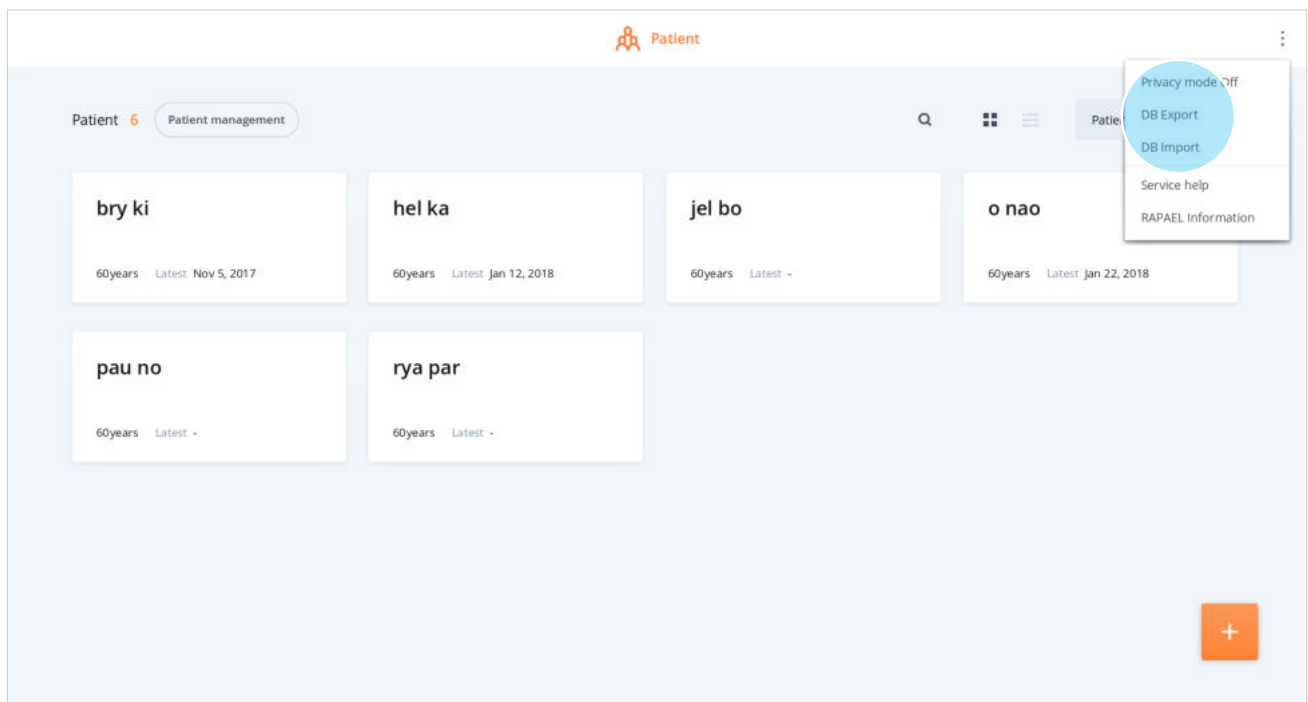 Patient
Privacy mode Off
DB Export
DB Import
Service help
RAPAEL Information
Patient 6 Patient management
bry ki
60years Latest Nov 5, 2017
hel ka
60years Latest Jan 12, 2018
jel bo
60years Latest -
o nao
60years Latest Jan 22, 2018
pau no
60years Latest -
rya par
60years Latest -
+